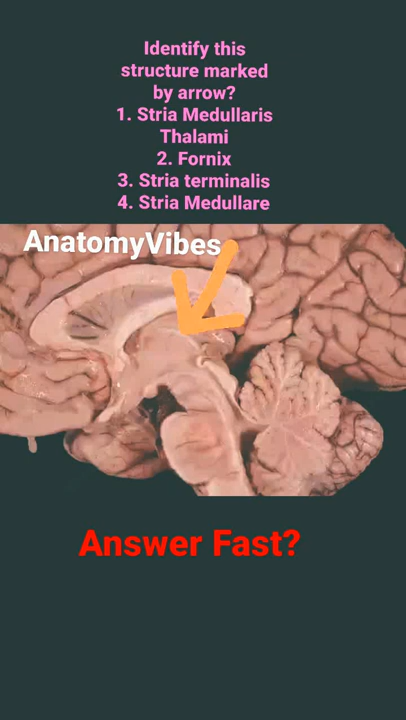 Identify this
structure marked
by arrow?
1. Stria Medullaris
Thalami
2. Fornix
3. Stria terminalis
4. Stria Medullare
AnatomyVibes
Answer Fast?